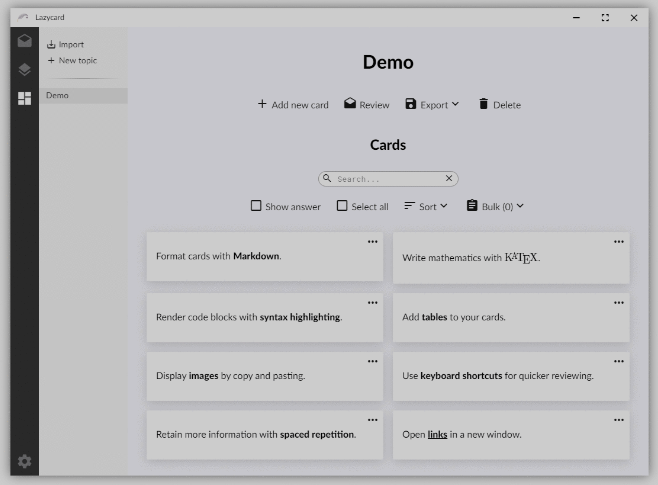 Lazycard
Import
New topic
Demo
Demo
Add new card Review Export Delete
Cards
Search...
Show answer Select all Sort Bulk (0)
Format cards with Markdown.
Write mathematics with KATEX.
Render code blocks with syntax highlighting.
Add tables to your cards.
Display images by copy and pasting.
Use keyboard shortcuts for quicker reviewing.
Retain more information with spaced repetition.
Open links in a new window.